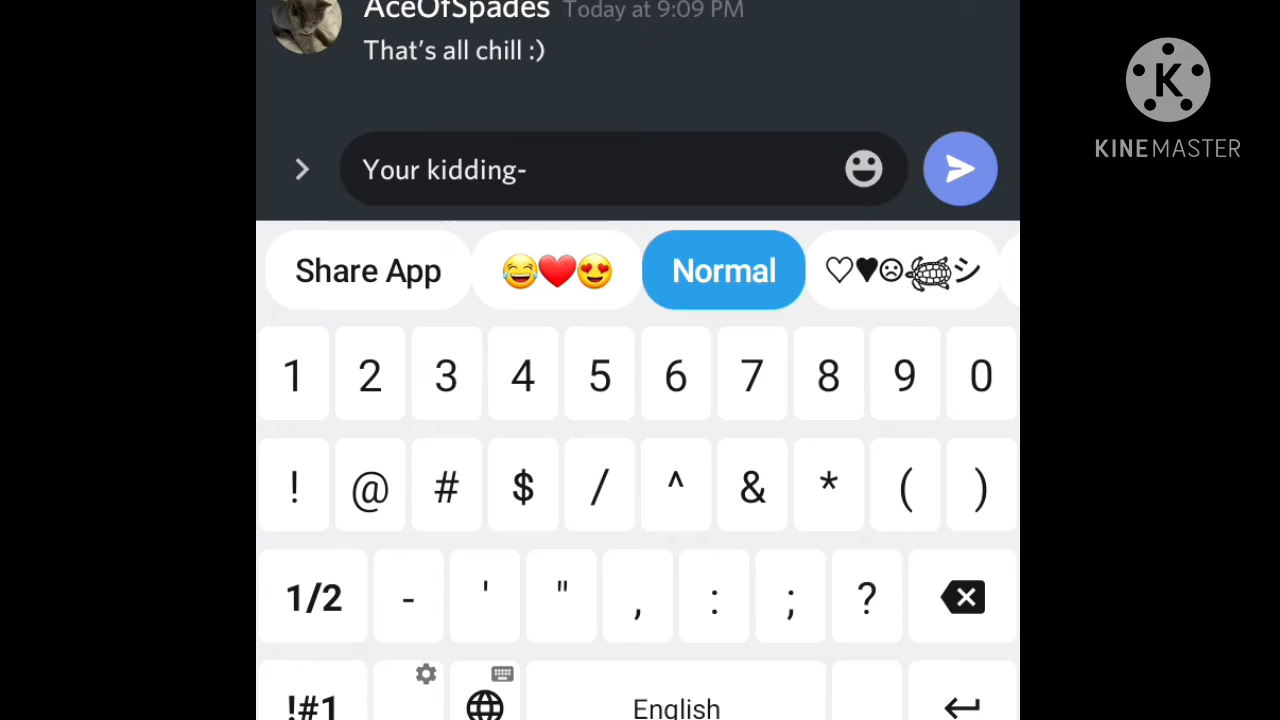 AceOfSpades Today at 9:09 PM
That's all chill :)
K
KINEMASTER
Your kidding-
Share App 😂❤️😍 Normal ♡♥☹🐢シ
1 2 3 4 5 6 7 8 9 0
! @ # $ / ^ & * ( )
1/2 - ' " , : ; ?
!#1 English